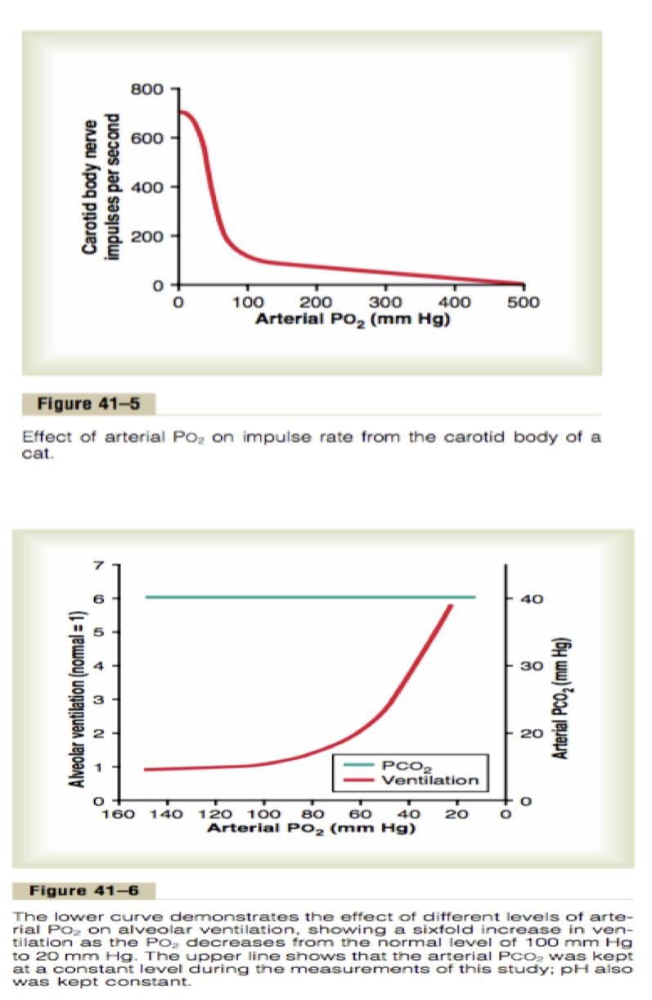 800
600
400
200
0
Carotid body nerve
impulses per second
0 100 200 300 400 500
Arterial PO₂ (mm Hg)
Figure 41–5
Effect of arterial PO₂ on impulse rate from the carotid body of a
cat.
7
6
5
4
3
2
1
0
Alveolar ventilation (normal = 1)
40
30
20
0
Arterial PCO₂ (mm Hg)
PCO₂
Ventilation
160 140 120 100 80 60 40 20 0
Arterial PO₂ (mm Hg)
Figure 41–6
The lower curve demonstrates the effect of different levels of arte-
rial PO₂ on alveolar ventilation, showing a sixfold increase in ven-
tilation as the PO₂ decreases from the normal level of 100 mm Hg
to 20 mm Hg. The upper line shows that the arterial PCO₂ was kept
at a constant level during the measurements of this study; pH also
was kept constant.